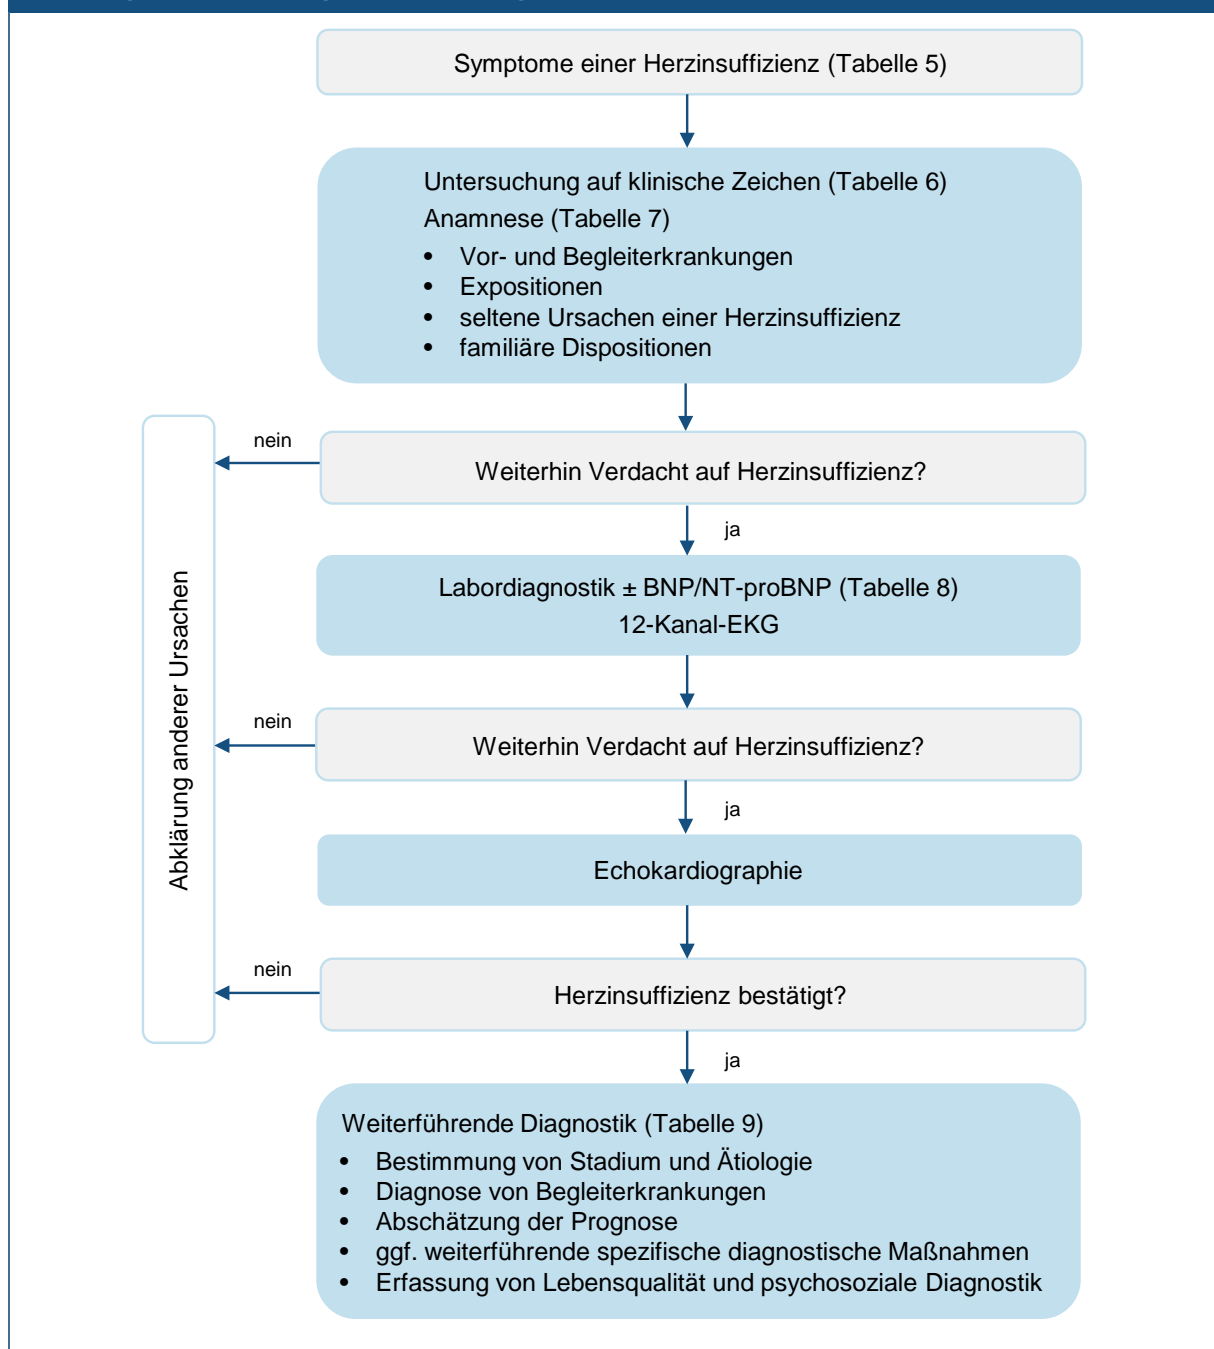 Symptome einer Herzinsuffizienz (Tabelle 5)
Untersuchung auf klinische Zeichen (Tabelle 6)
Anamnese (Tabelle 7)
• Vor- und Begleiterkrankungen
• Expositionen
• seltene Ursachen einer Herzinsuffizienz
• familiäre Dispositionen
nein
Weiterhin Verdacht auf Herzinsuffizienz?
ja
Labordiagnostik ± BNP/NT-proBNP (Tabelle 8)
12-Kanal-EKG
Abklärung anderer Ursachen
nein
Weiterhin Verdacht auf Herzinsuffizienz?
ja
Echokardiographie
nein
Herzinsuffizienz bestätigt?
ja
Weiterführende Diagnostik (Tabelle 9)
• Bestimmung von Stadium und Ätiologie
• Diagnose von Begleiterkrankungen
• Abschätzung der Prognose
• ggf. weiterführende spezifische diagnostische Maßnahmen
• Erfassung von Lebensqualität und psychosoziale Diagnostik